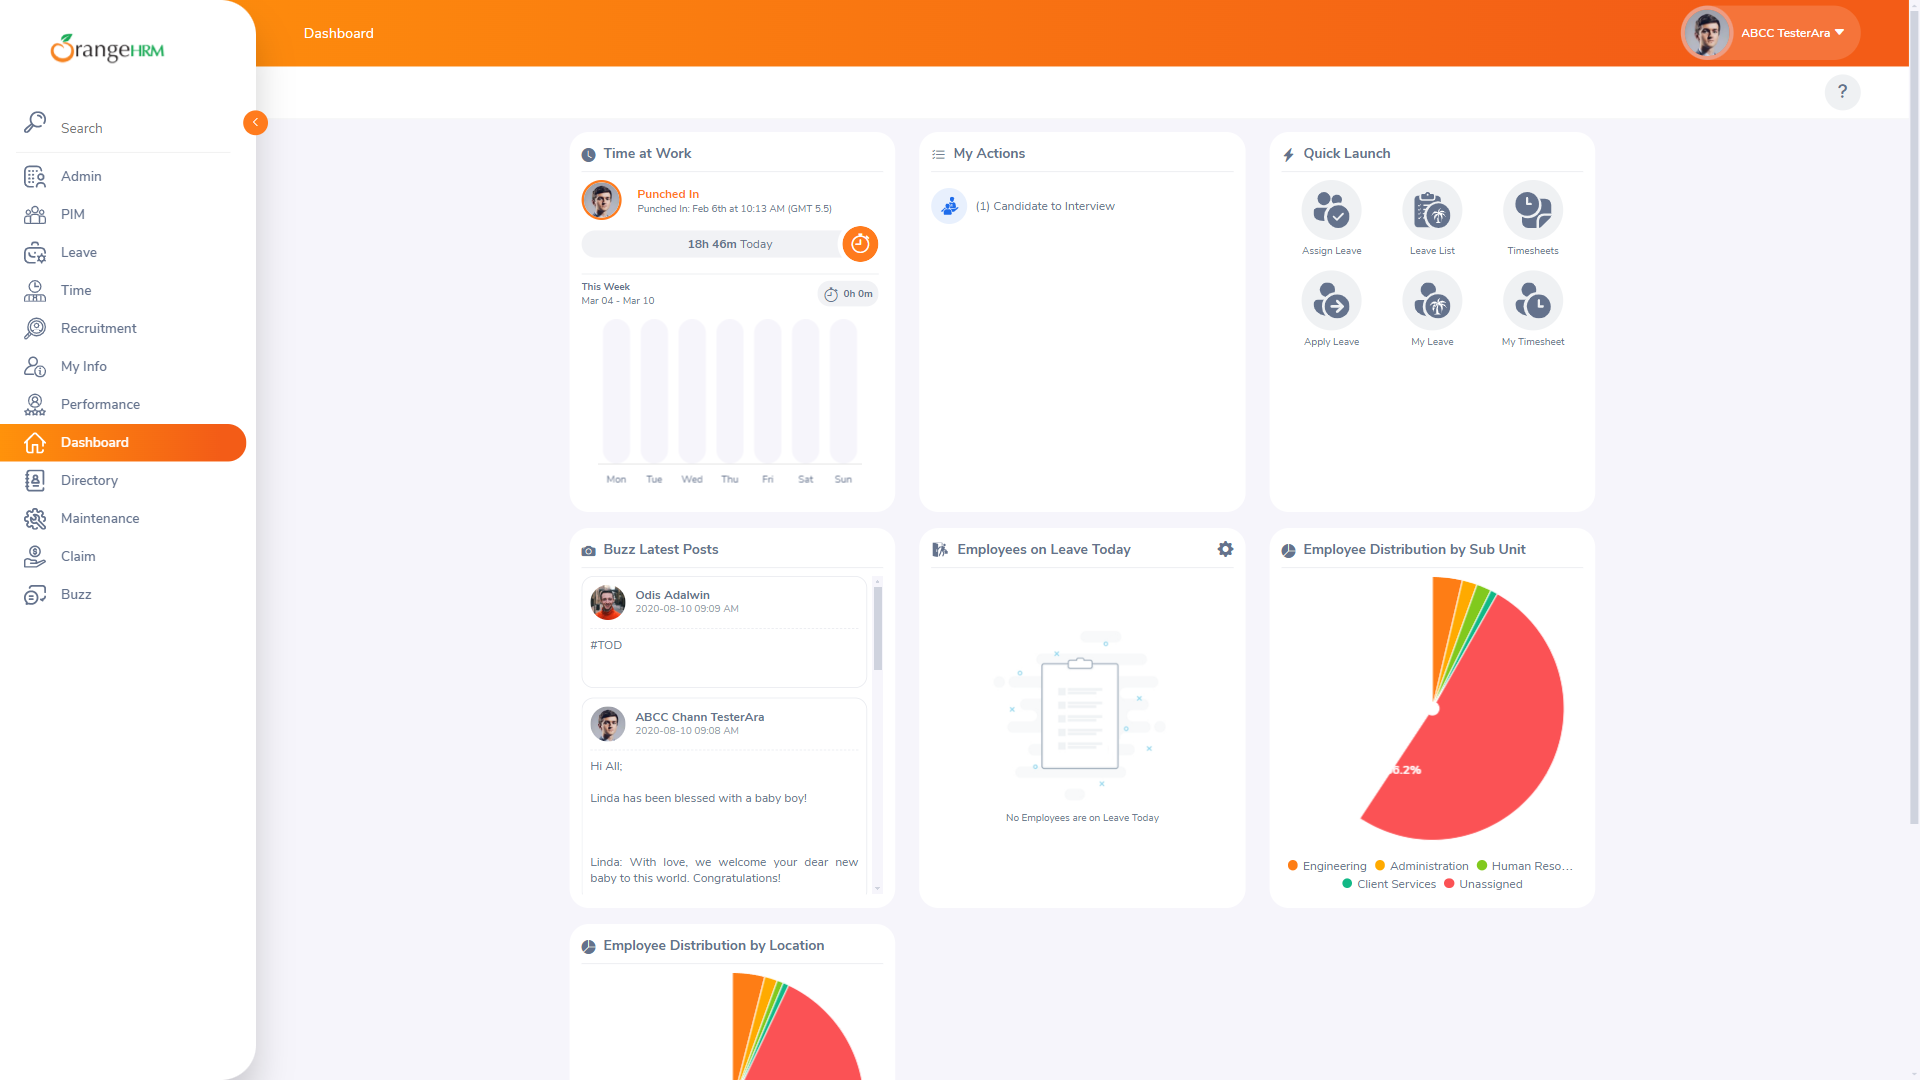 OrangeHRM
Dashboard
ABCC TesterAra
?
Search
Admin
PIM
Leave
Time
Recruitment
My Info
Performance
Dashboard
Directory
Maintenance
Claim
Buzz
Time at Work
Punched In
Punched In: Feb 6th at 10:13 AM (GMT 5.5)
18h 46m Today
This Week
Mar 04 - Mar 10
0h 0m
Mon Tue Wed Thu Fri Sat Sun
My Actions
(1) Candidate to Interview
Quick Launch
Assign Leave
Leave List
Timesheets
Apply Leave
My Leave
My Timesheet
Buzz Latest Posts
Odis Adalwin
2020-08-10 09:09 AM
#TOD
ABCC Chann TesterAra
2020-08-10 09:08 AM
Hi All;
Linda has been blessed with a baby boy!
Linda: With love, we welcome your dear new
baby to this world. Congratulations!
Employees on Leave Today
No Employees are on Leave Today
Employee Distribution by Sub Unit
Engineering Administration Human Reso...
Client Services Unassigned
Employee Distribution by Location